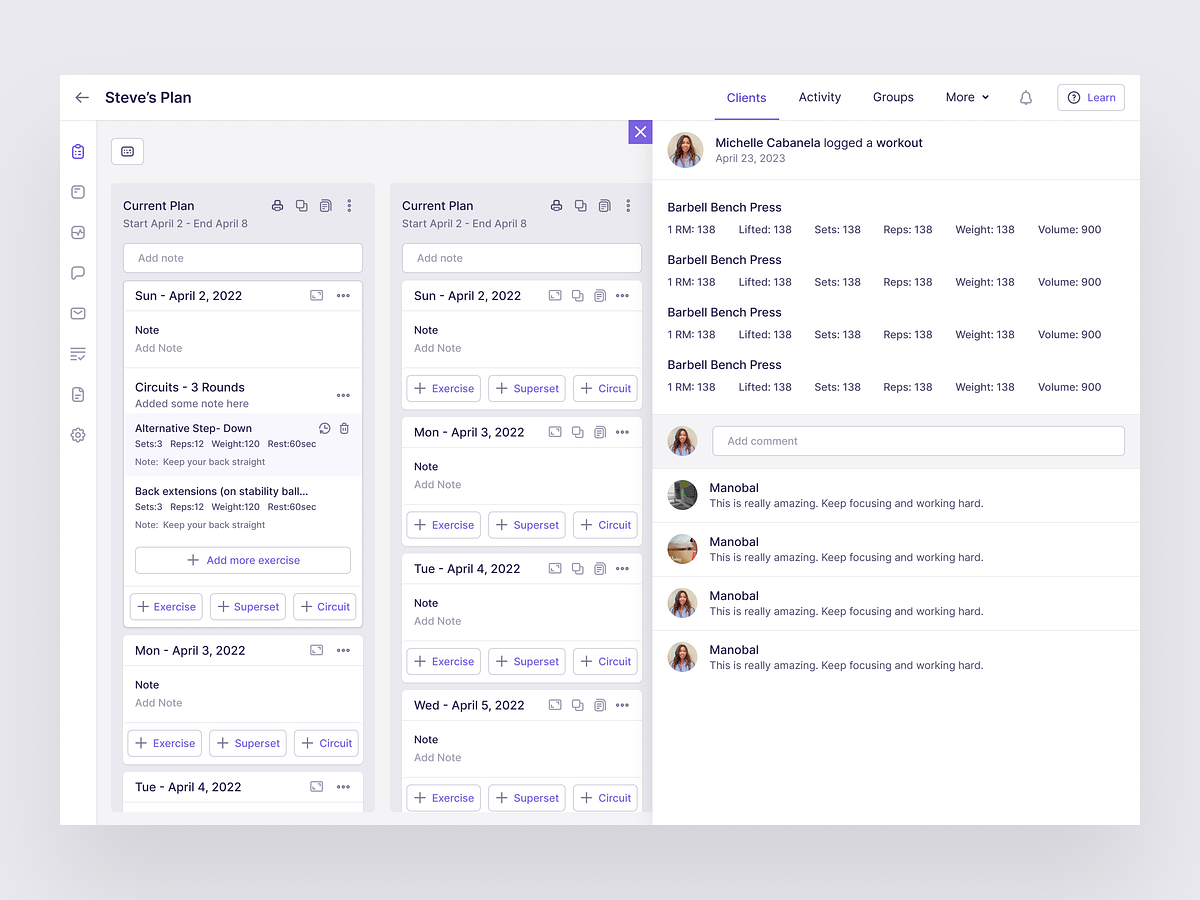 Steve's Plan
Clients
Activity
Groups
More
Learn
Current Plan
Start April 2 - End April 8
Add note
Sun - April 2, 2022
Note
Add Note
Circuits - 3 Rounds
Added some note here
Alternative Step- Down
Sets:3 Reps:12 Weight:120 Rest:60sec
Note: Keep your back straight
Back extensions (on stability ball...
Sets:3 Reps:12 Weight:120 Rest:60sec
Note: Keep your back straight
Add more exercise
Exercise Superset Circuit
Mon - April 3, 2022
Note
Add Note
Exercise Superset Circuit
Tue - April 4, 2022
Current Plan
Start April 2 - End April 8
Add note
Sun - April 2, 2022
Note
Add Note
Exercise Superset Circuit
Mon - April 3, 2022
Note
Add Note
Exercise Superset Circuit
Tue - April 4, 2022
Note
Add Note
Exercise Superset Circuit
Wed - April 5, 2022
Note
Add Note
Exercise Superset Circuit
Michelle Cabanela logged a workout
April 23, 2023
Barbell Bench Press
1 RM: 138 Lifted: 138 Sets: 138 Reps: 138 Weight: 138 Volume: 900
Barbell Bench Press
1 RM: 138 Lifted: 138 Sets: 138 Reps: 138 Weight: 138 Volume: 900
Barbell Bench Press
1 RM: 138 Lifted: 138 Sets: 138 Reps: 138 Weight: 138 Volume: 900
Barbell Bench Press
1 RM: 138 Lifted: 138 Sets: 138 Reps: 138 Weight: 138 Volume: 900
Add comment
Manobal
This is really amazing. Keep focusing and working hard.
Manobal
This is really amazing. Keep focusing and working hard.
Manobal
This is really amazing. Keep focusing and working hard.
Manobal
This is really amazing. Keep focusing and working hard.